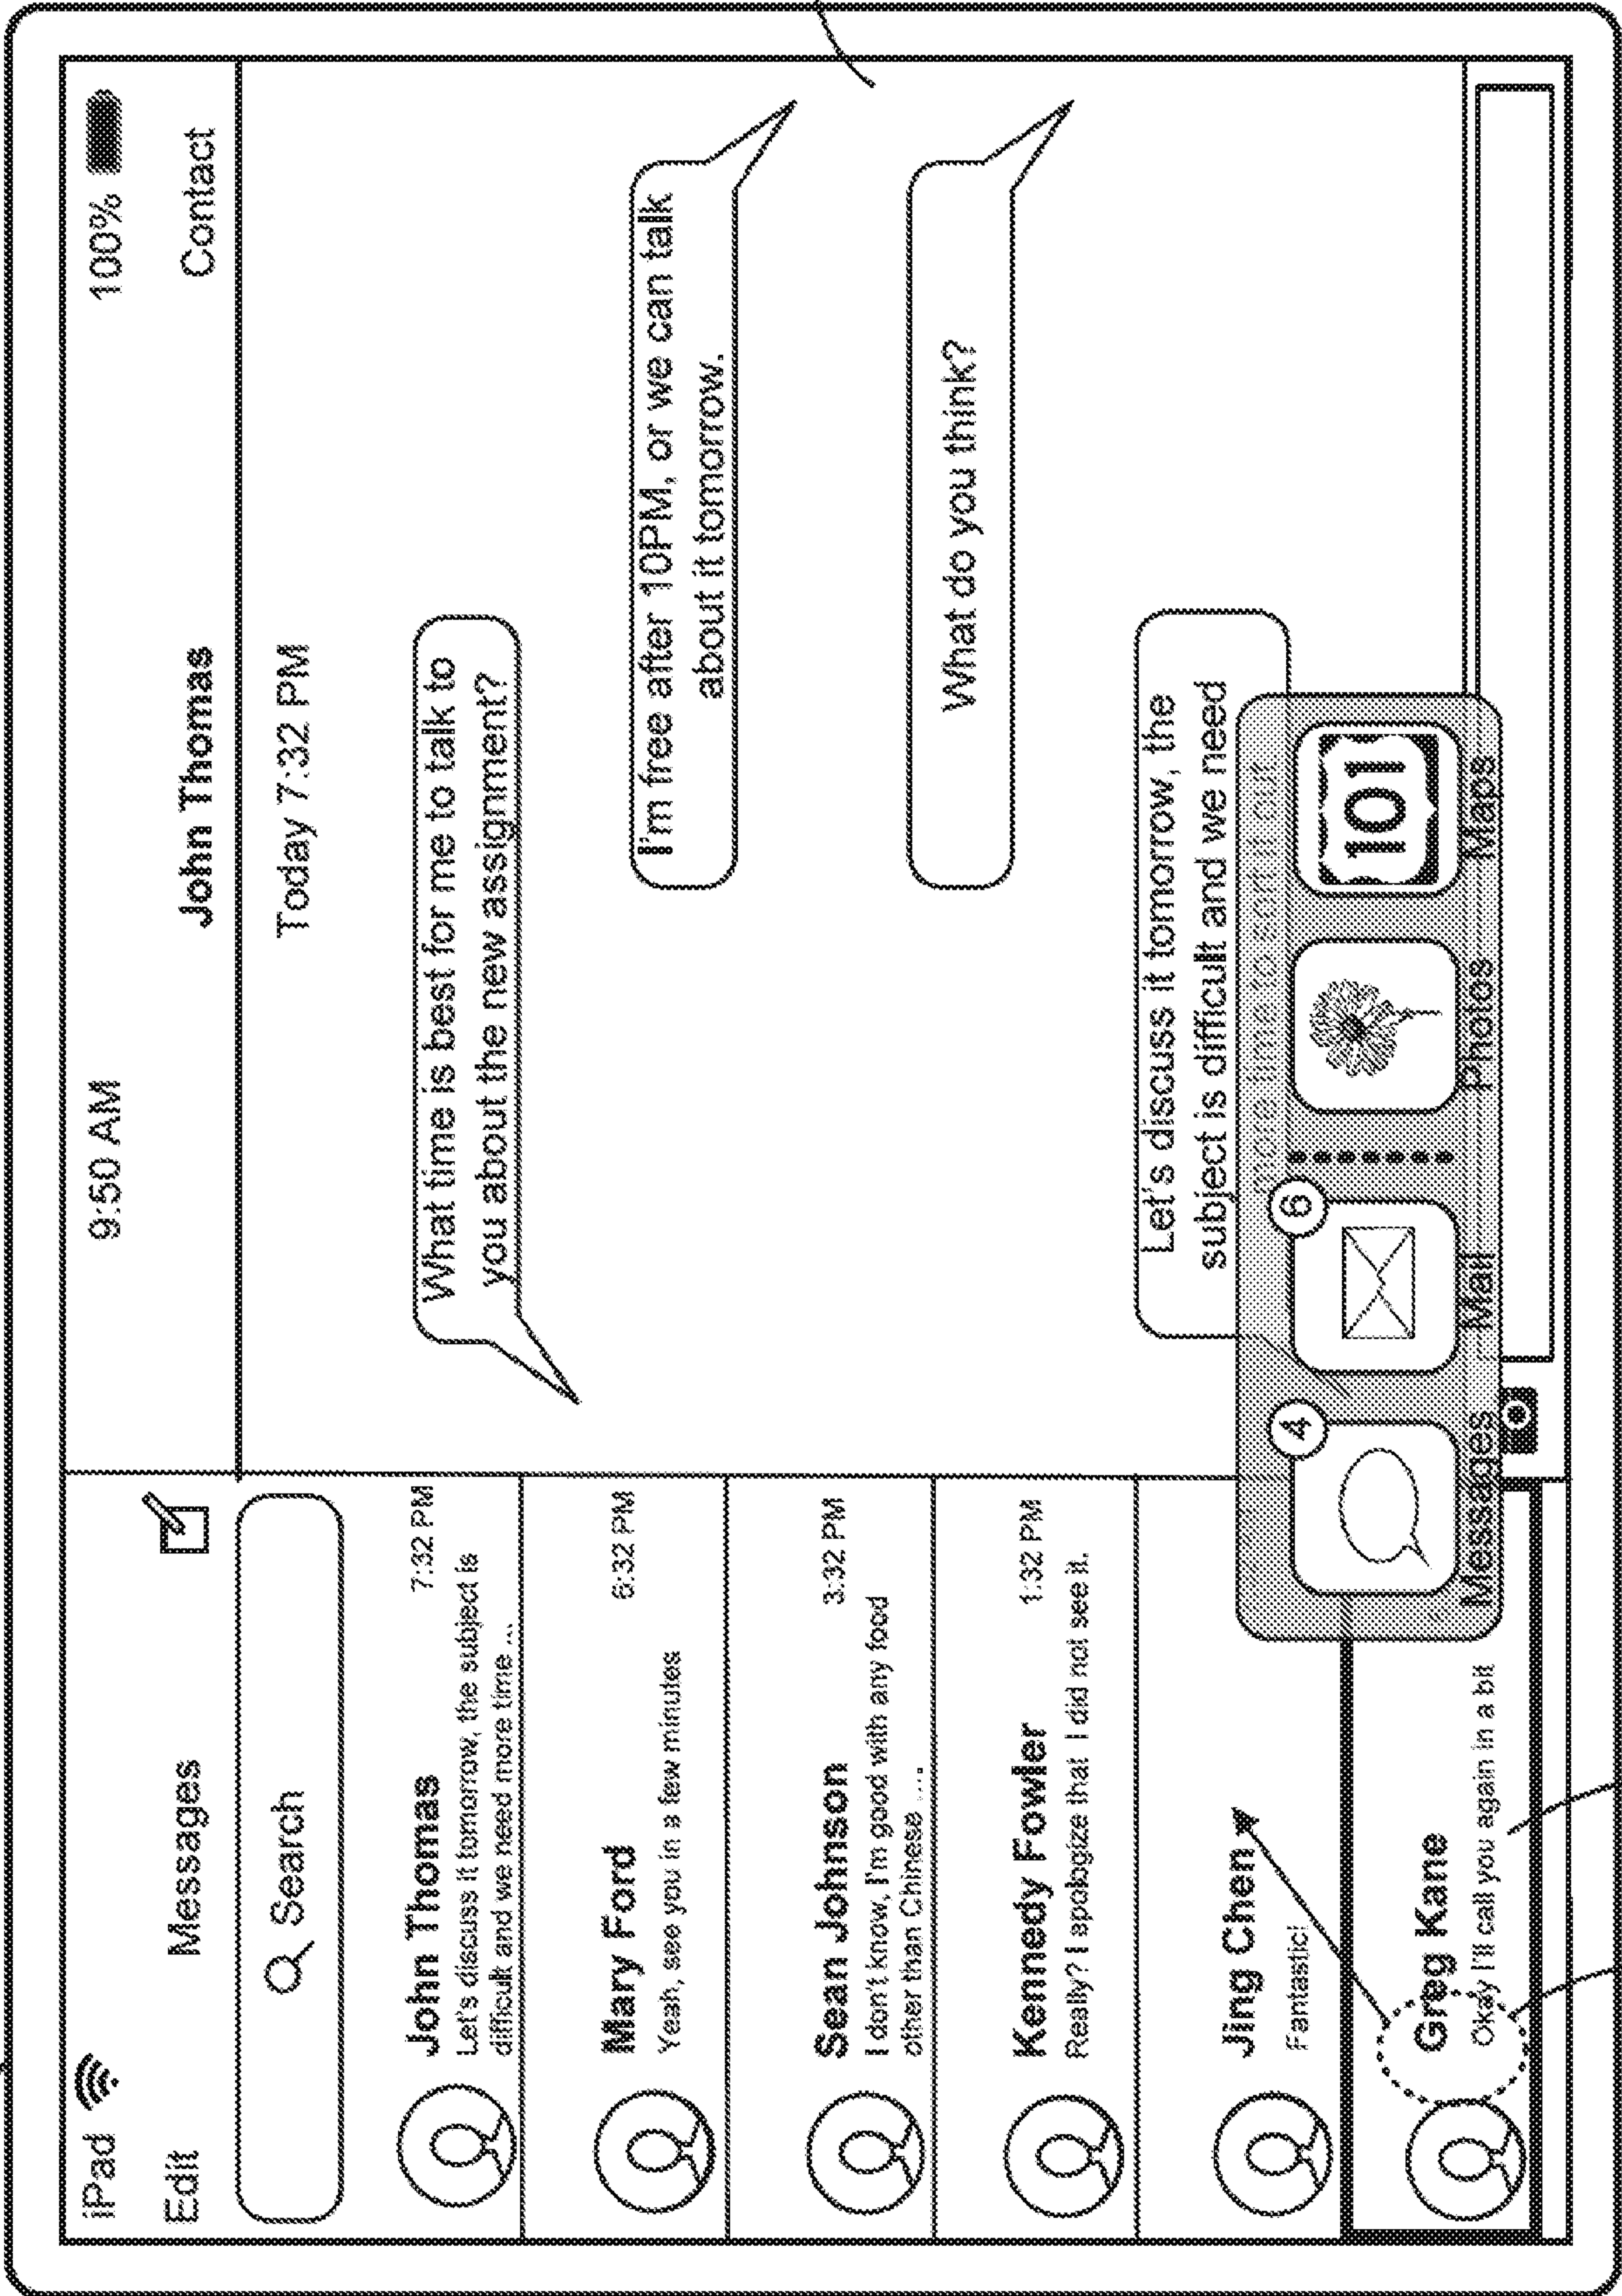 iPad
9:50 AM
100%
Edit
Messages
John Thomas
Contact
Search
John Thomas
7:32 PM
Let's discuss it tomorrow, the subject is
difficult and we need more time ...
Mary Ford
6:32 PM
Yeah, see you in a few minutes
Sean Johnson
3:32 PM
I don't know, I'm good with any food
other than Chinese ....
Kennedy Fowler
1:32 PM
Really? I apologize that I did not see it.
Jing Chen
Fantastic!
Greg Kane
Okay I'll call you again in a bit
Today 7:32 PM
What time is best for me to talk to
you about the new assignment?
I'm free after 10PM, or we can talk
about it tomorrow.
What do you think?
Let's discuss it tomorrow, the
subject is difficult and we need
more time to sort it out
4
6
101
Messages
Mail
Photos
Maps